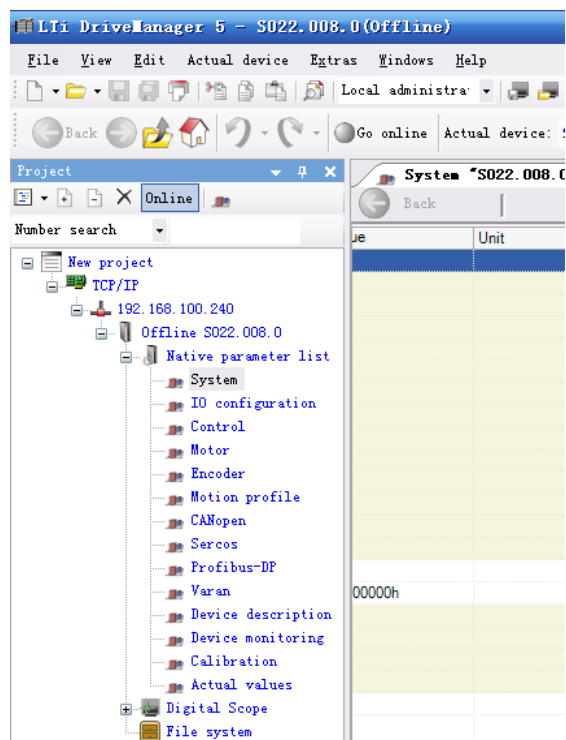 LTi DriveManager 5 - S022.008.0(Offline)
File View Edit Actual device Extras Windows Help
Local administra
Back Go online Actual device:
Project
System "S022.008.0
Online
Back
Number search
ue Unit
New project
TCP/IP
192.168.100.240
Offline S022.008.0
Native parameter list
System
IO configuration
Control
Motor
Encoder
Motion profile
CANopen
Sercos
Profibus-DP
Varan
00000h
Device description
Device monitoring
Calibration
Actual values
Digital Scope
File system